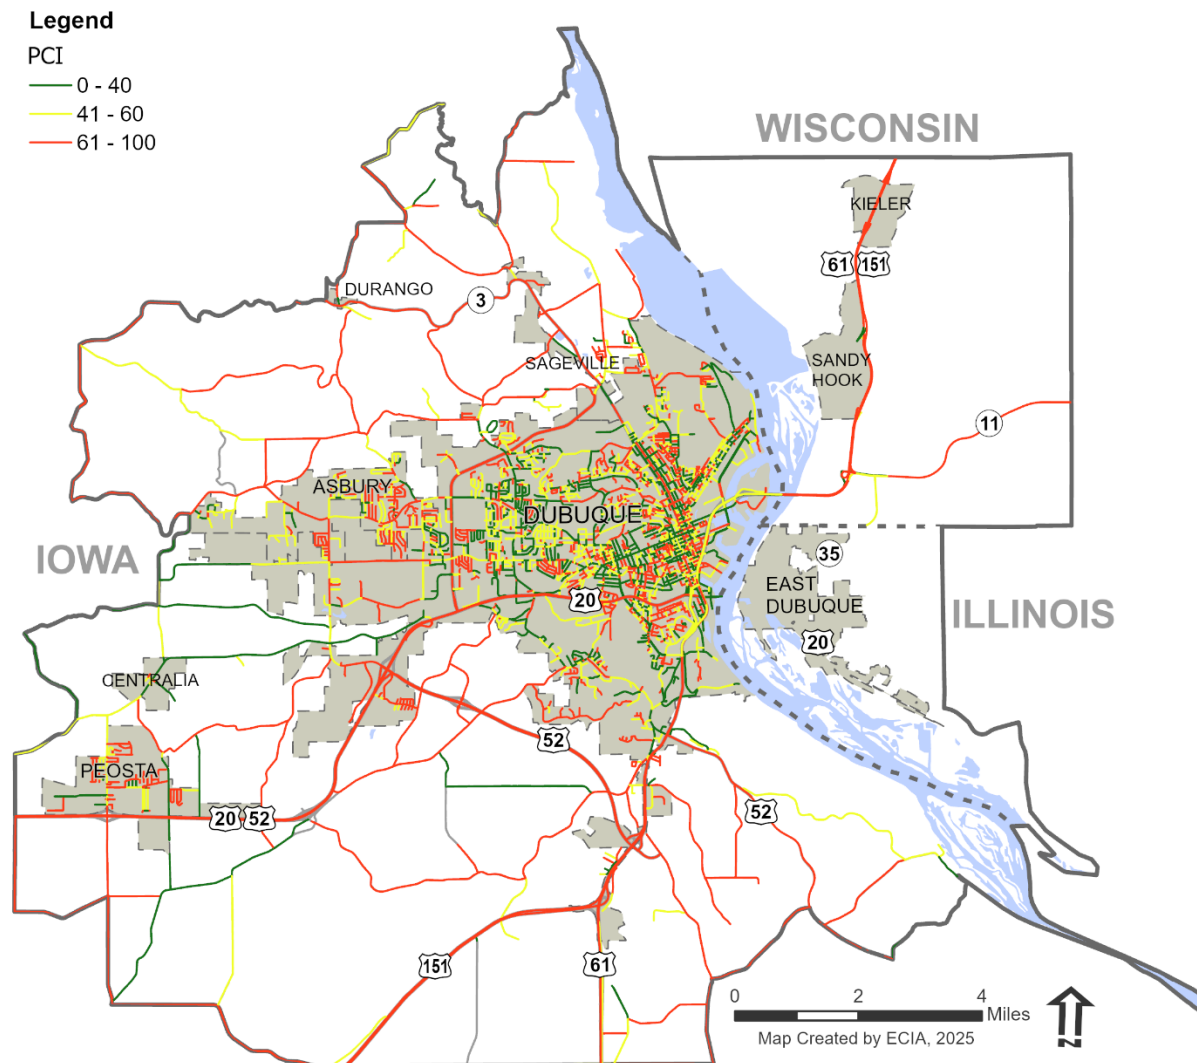 Legend
PCI
0 - 40
41 - 60
61 - 100
WISCONSIN
KIELER
61 151
DURANGO
3
SAGEVILLE
SANDY
HOOK
11
ASBURY
DUBUQUE
IOWA
35
EAST
DUBUQUE
20
ILLINOIS
20
CENTRALIA
52
PEOSTA
20 52
52
151
61
0 2 4
Miles
Map Created by ECIA, 2025
N